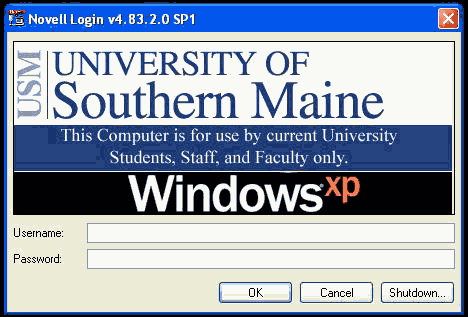 Novell Login v4.83.2.0 SP1
USM
UNIVERSITY OF
Southern Maine
This Computer is for use by current University
Students, Staff, and Faculty only.
Windows xp
Username:
Password:
OK Cancel Shutdown...